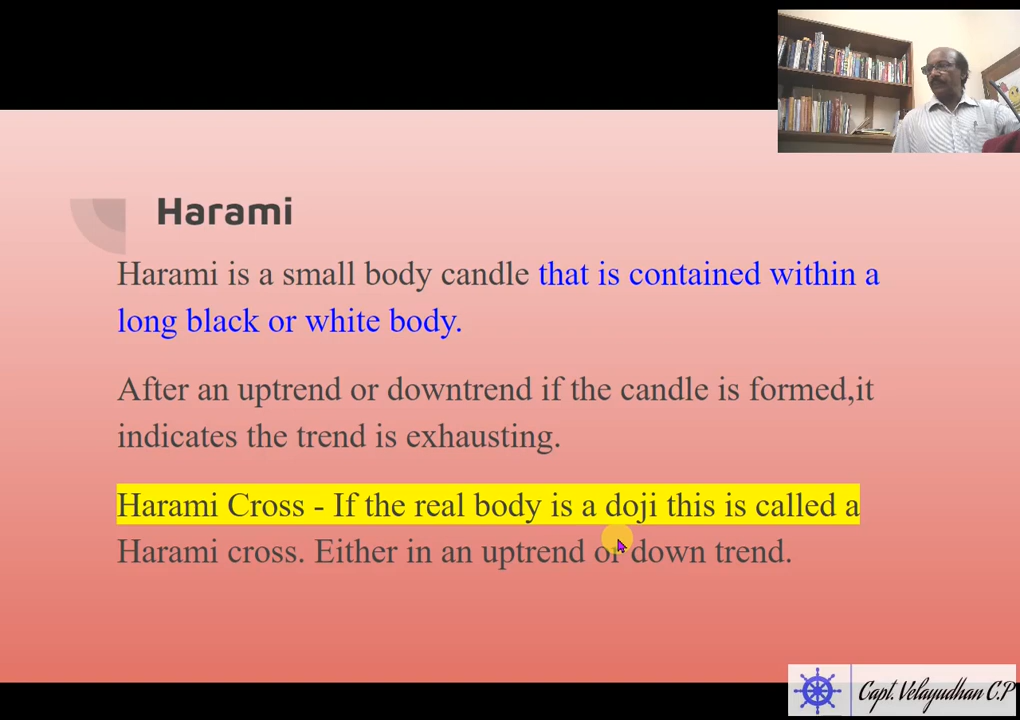 Harami
Harami is a small body candle that is contained within a
long black or white body.
After an uptrend or downtrend if the candle is formed,it
indicates the trend is exhausting.
Harami Cross - If the real body is a doji this is called a
Harami cross. Either in an uptrend or down trend.
Capt. Velayudhan C.P